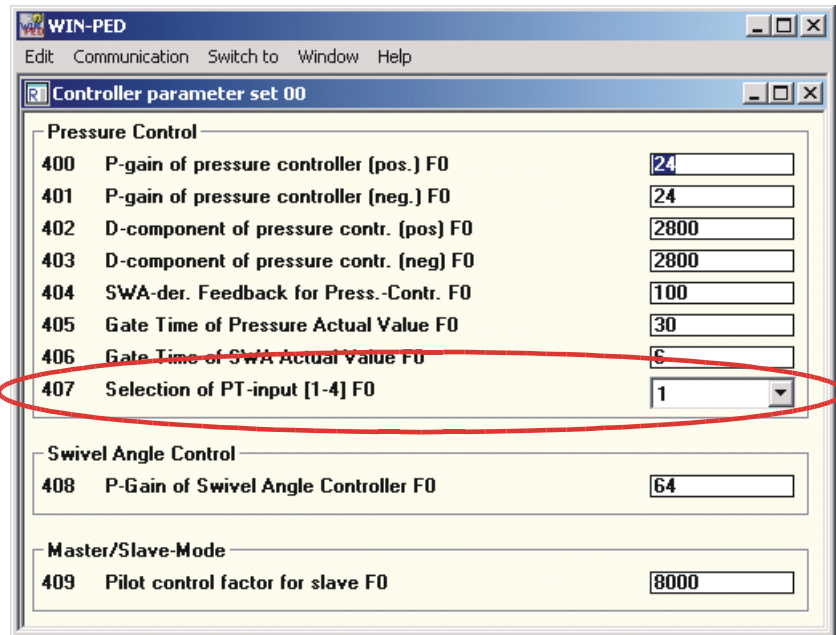 WIN-PED
Edit Communication Switch to Window Help
Controller parameter set 00
Pressure Control
400 P-gain of pressure controller (pos.) F0 24
401 P-gain of pressure controller (neg.) F0 24
402 D-component of pressure contr. (pos) F0 2800
403 D-component of pressure contr. (neg) F0 2800
404 SWA-der. Feedback for Press.-Contr. F0 100
405 Gate Time of Pressure Actual Value F0 30
406 Gate Time of SWA Actual Value F0 6
407 Selection of PT-input [1-4] F0 1
Swivel Angle Control
408 P-Gain of Swivel Angle Controller F0 64
Master/Slave-Mode
409 Pilot control factor for slave F0 8000